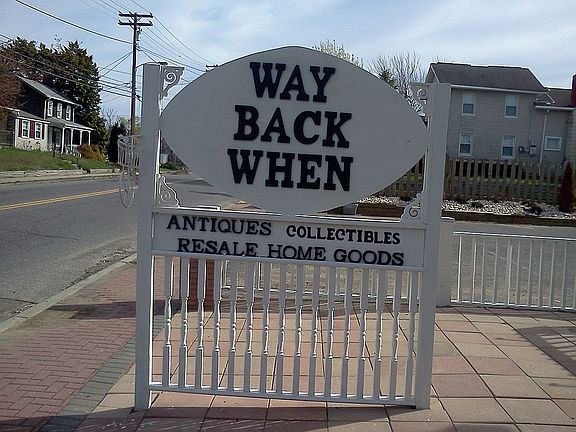 WAY
BACK
WHEN
ANTIQUES COLLECTIBLES
RESALE HOME GOODS